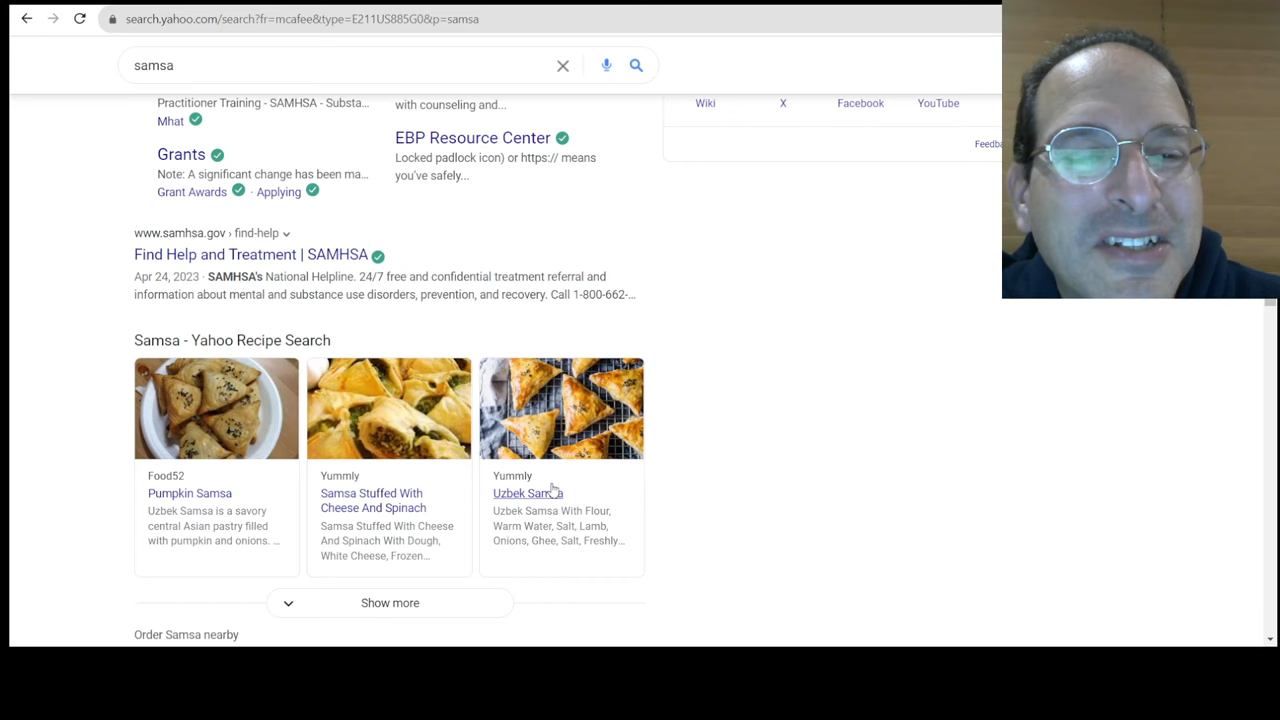 search.yahoo.com/search?fr=mcafee&type=E211US885G0&p=samsa
samsa
Practitioner Training - SAMHSA - Substa...
Mhat
Grants
Note: A significant change has been ma...
Grant Awards · Applying
with counseling and...
EBP Resource Center
Locked padlock icon) or https:// means
you've safely...
Wiki X Facebook YouTube
Feedba
www.samhsa.gov › find-help
Find Help and Treatment | SAMHSA
Apr 24, 2023 · SAMHSA's National Helpline. 24/7 free and confidential treatment referral and
information about mental and substance use disorders, prevention, and recovery. Call 1-800-662-...
Samsa - Yahoo Recipe Search
Food52
Pumpkin Samsa
Uzbek Samsa is a savory
central Asian pastry filled
with pumpkin and onions. ...
Yummly
Samsa Stuffed With
Cheese And Spinach
Samsa Stuffed With Cheese
And Spinach With Dough,
White Cheese, Frozen...
Yummly
Uzbek Samsa
Uzbek Samsa With Flour,
Warm Water, Salt, Lamb,
Onions, Ghee, Salt, Freshly...
Show more
Order Samsa nearby